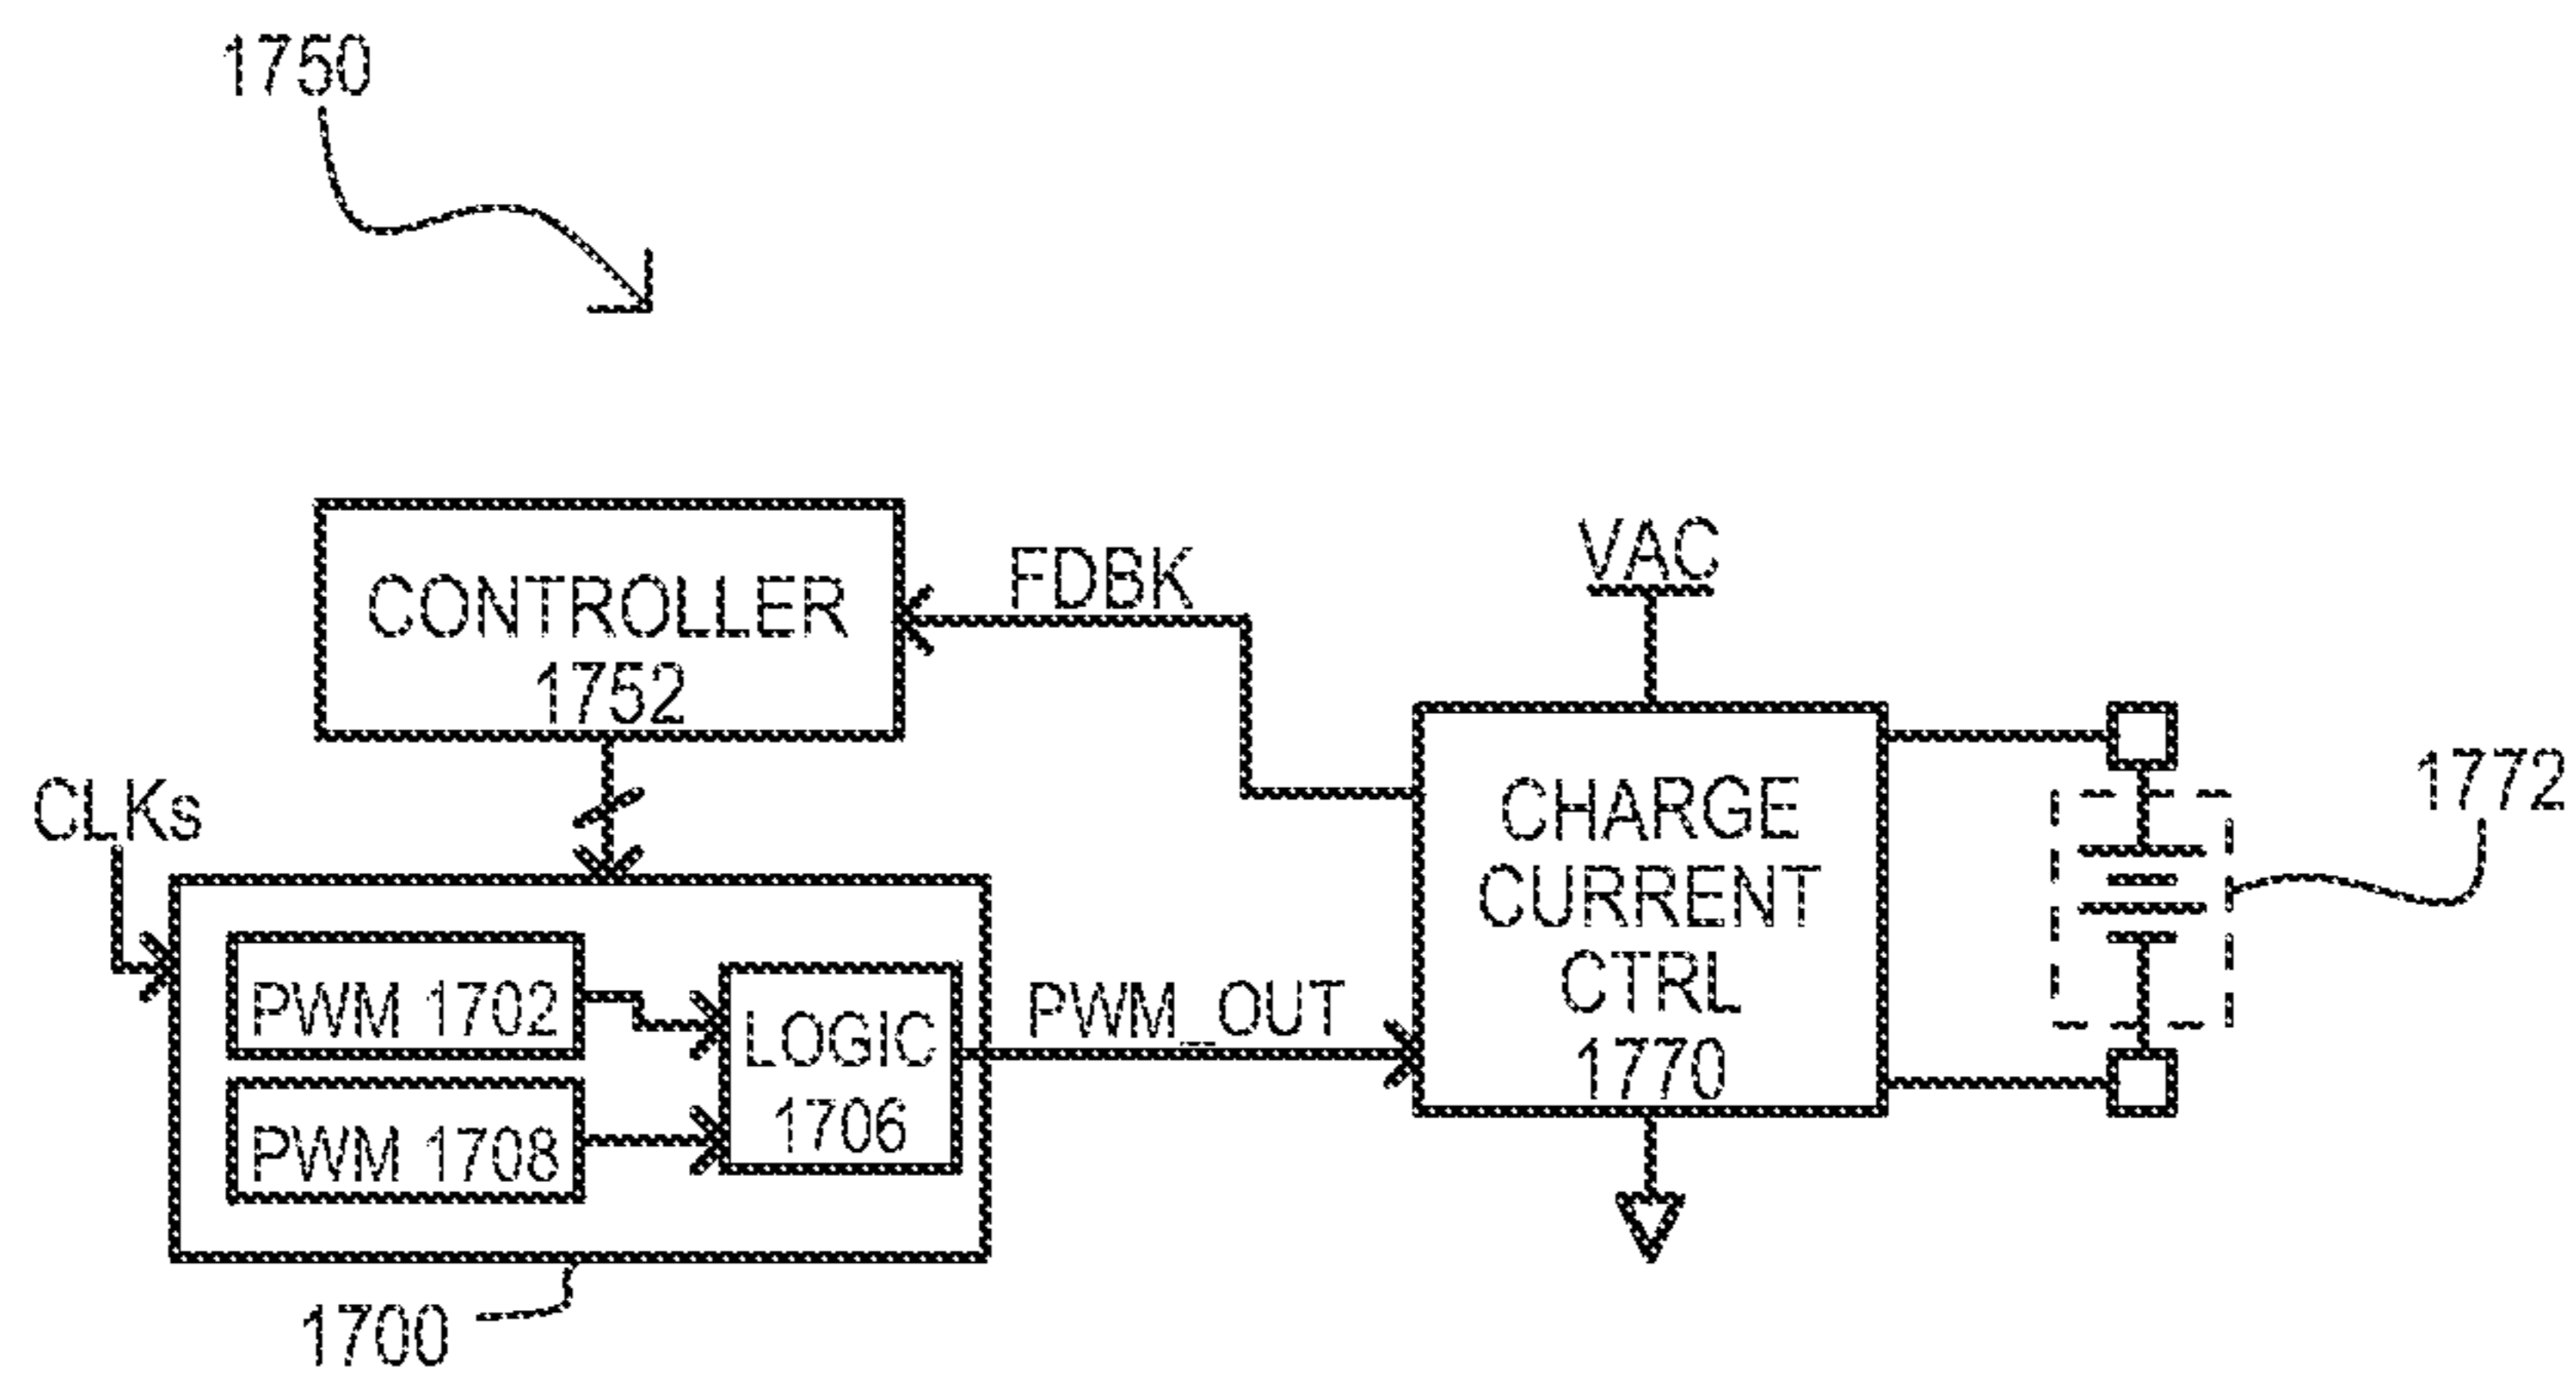 1750
CONTROLLER
1752
FDBK
VAC
CLKs
CHARGE
CURRENT
CTRL
1770
1772
PWM 1702
PWM 1708
LOGIC
1706
PWM_OUT
1700